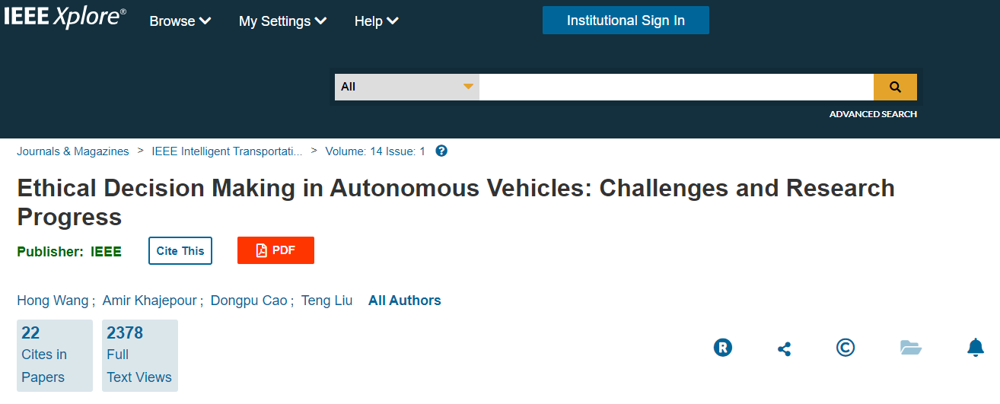 IEEE Xplore®
Browse My Settings Help Institutional Sign In
All
ADVANCED SEARCH
Journals & Magazines > IEEE Intelligent Transportati... > Volume: 14 Issue: 1 ?
Ethical Decision Making in Autonomous Vehicles: Challenges and Research
Progress
Publisher: IEEE Cite This PDF
Hong Wang ; Amir Khajepour ; Dongpu Cao ; Teng Liu All Authors
22
Cites in
Papers
2378
Full
Text Views
R ©